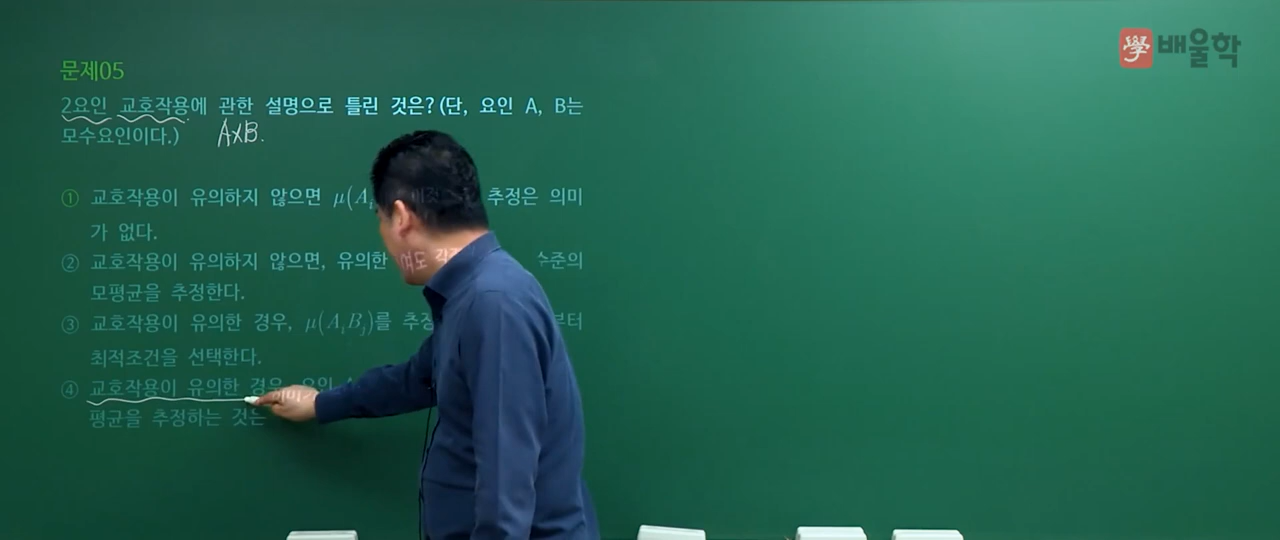 學 배울학
문제05
2요인 교호작용에 관한 설명으로 틀린 것은?(단, 요인 A, B는
모수요인이다.) A×B.
① 교호작용이 유의하지 않으면 μ(A 추정은 의미
가 없다.
② 교호작용이 유의하지 않으면, 유의한 수준의
모평균을 추정한다.
③ 교호작용이 유의한 경우, μ(AᵢBⱼ)를 추정 부터
최적조건을 선택한다.
④ 교호작용이 유의한 경우 요인
평균을 추정하는 것은